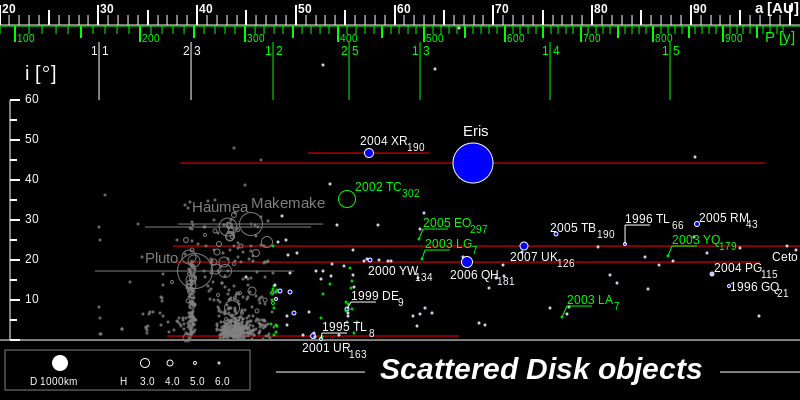 20 30 40 50 60 70 80 90 a [AU]
100 200 300 400 500 600 700 800 900 P [y]
1:1 2:3 1:2 2:5 1:3 1:4 1:5
i [°]
60
50
40
30
20
10
Eris
2004 XR190
2002 TC302
Haumea Makemake
2005 EO297
2003 LG7
2005 TB190
1996 TL66
2005 RM43
2003 YQ179
Pluto
2007 UK126
Ceto
2000 YW134
2006 QH181
2004 PG115
1996 GQ21
1999 DE9
2003 LA7
1995 TL8
2001 UR163
D 1000km H 3.0 4.0 5.0 6.0
Scattered Disk objects